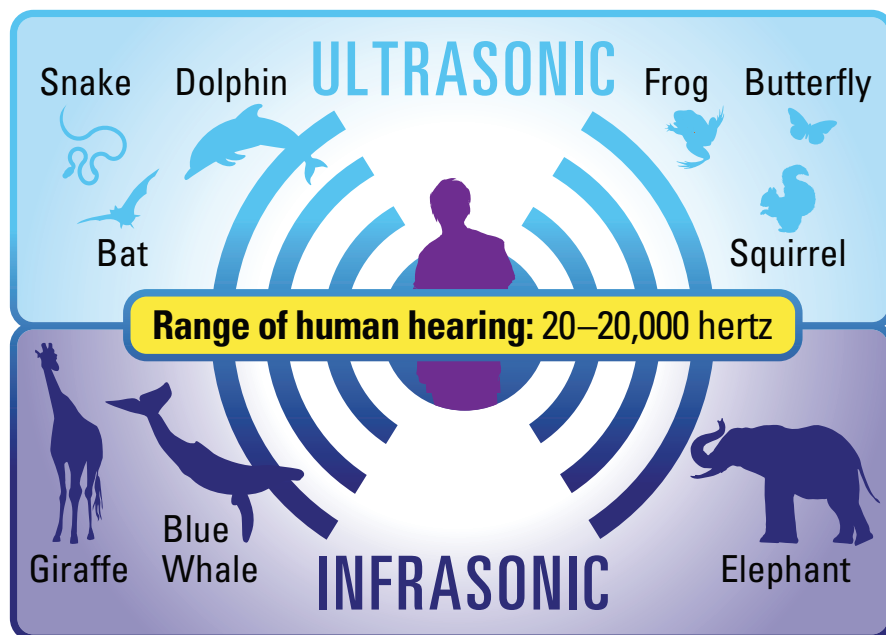 ULTRASONIC
Snake
Dolphin
Frog
Butterfly
Bat
Squirrel
Range of human hearing: 20–20,000 hertz
Giraffe
Blue
Whale
Elephant
INFRASONIC